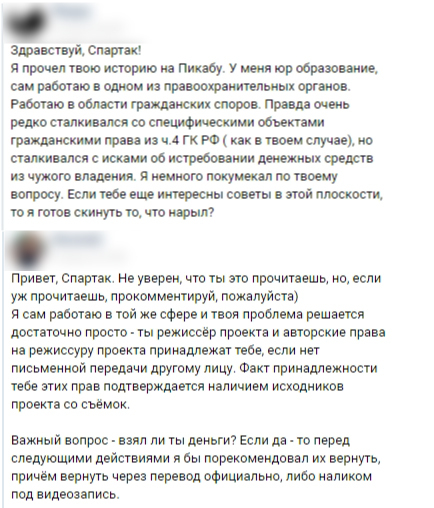 Здравствуй, Спартак!
Я прочел твою историю на Пикабу. У меня юр образование,
сам работаю в одном из правоохранительных органов.
Работаю в области гражданских споров. Правда очень
редко сталкивался со специфическими объектами
гражданскими права из ч.4 ГК РФ ( как в твоем случае), но
сталкивался с исками об истребовании денежных средств
из чужого владения. Я немного покумекал по твоему
вопросу. Если тебе еще интересны советы в этой плоскости,
то я готов скинуть то, что нарыл?
Привет, Спартак. Не уверен, что ты это прочитаешь, но, если
уж прочитаешь, прокомментируй, пожалуйста)
Я сам работаю в той же сфере и твоя проблема решается
достаточно просто - ты режиссёр проекта и авторские права
на режиссуру проекта принадлежат тебе, если нет
письменной передачи другому лицу. Факт принадлежности
тебе этих прав подтверждается наличием исходников
проекта со съёмок.
Важный вопрос - взял ли ты деньги? Если да - то перед
следующими действиями я бы порекомендовал их вернуть,
причём вернуть через перевод официально, либо наликом
под видеозапись.